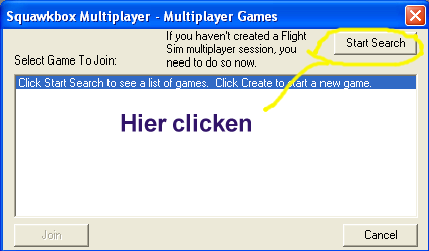 Squawkbox Multiplayer - Multiplayer Games
If you haven't created a Flight
Sim multiplayer session, you
need to do so now.
Start Search
Select Game To Join:
Click Start Search to see a list of games. Click Create to start a new game.
Hier clicken
Join
Cancel